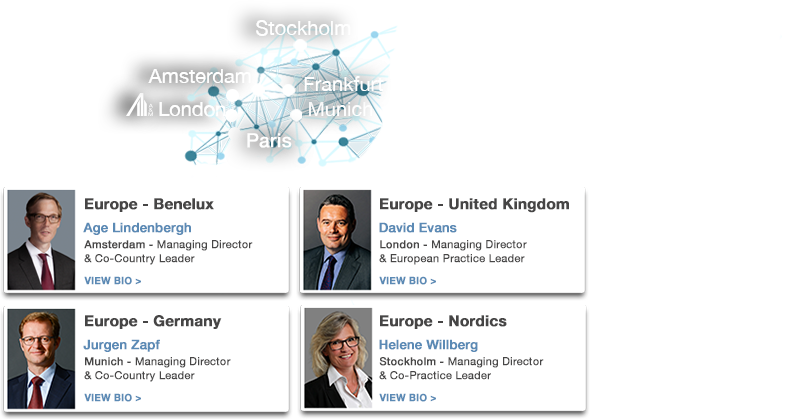 Stockholm
Amsterdam
Frankfurt
London
Munich
Paris
Europe - Benelux
Age Lindenbergh
Amsterdam - Managing Director
& Co-Country Leader
VIEW BIO >
Europe - United Kingdom
David Evans
London - Managing Director
& European Practice Leader
VIEW BIO >
Europe - Germany
Jurgen Zapf
Munich - Managing Director
& Co-Country Leader
VIEW BIO >
Europe - Nordics
Helene Willberg
Stockholm - Managing Director
& Co-Practice Leader
VIEW BIO >